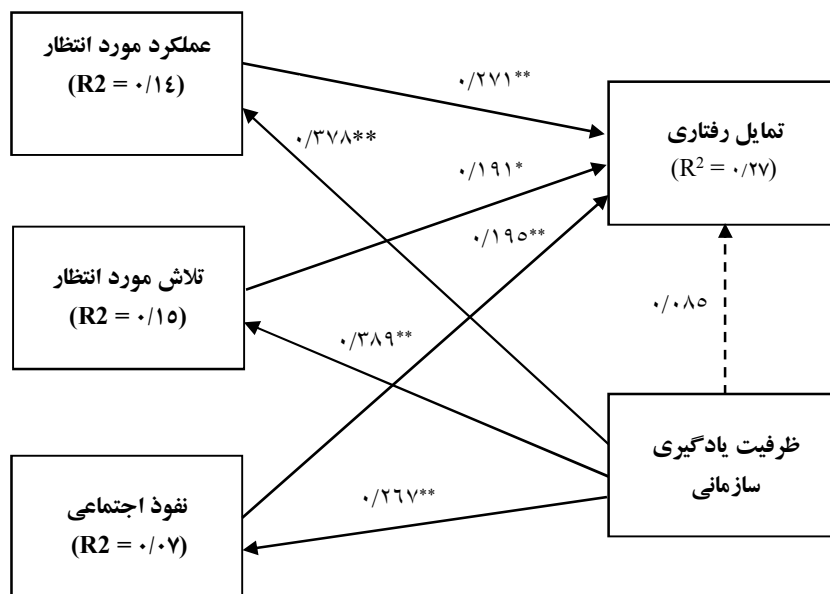 عملکرد مورد انتظار
(R2 = ۰/۱٤)
۰/۲۷۱**
تمایل رفتاری
(R² = ۰/۲۷)
۰/۳۷۸**
۰/۱۹۱*
۰/۱۹٥**
تلاش مورد انتظار
(R2 = ۰/۱٥)
۰/۰۸٥
۰/۳۸۹**
ظرفیت یادگیری
سازمانی
نفوذ اجتماعی
(R2 = ۰/۰۷)
۰/۲٦۷**